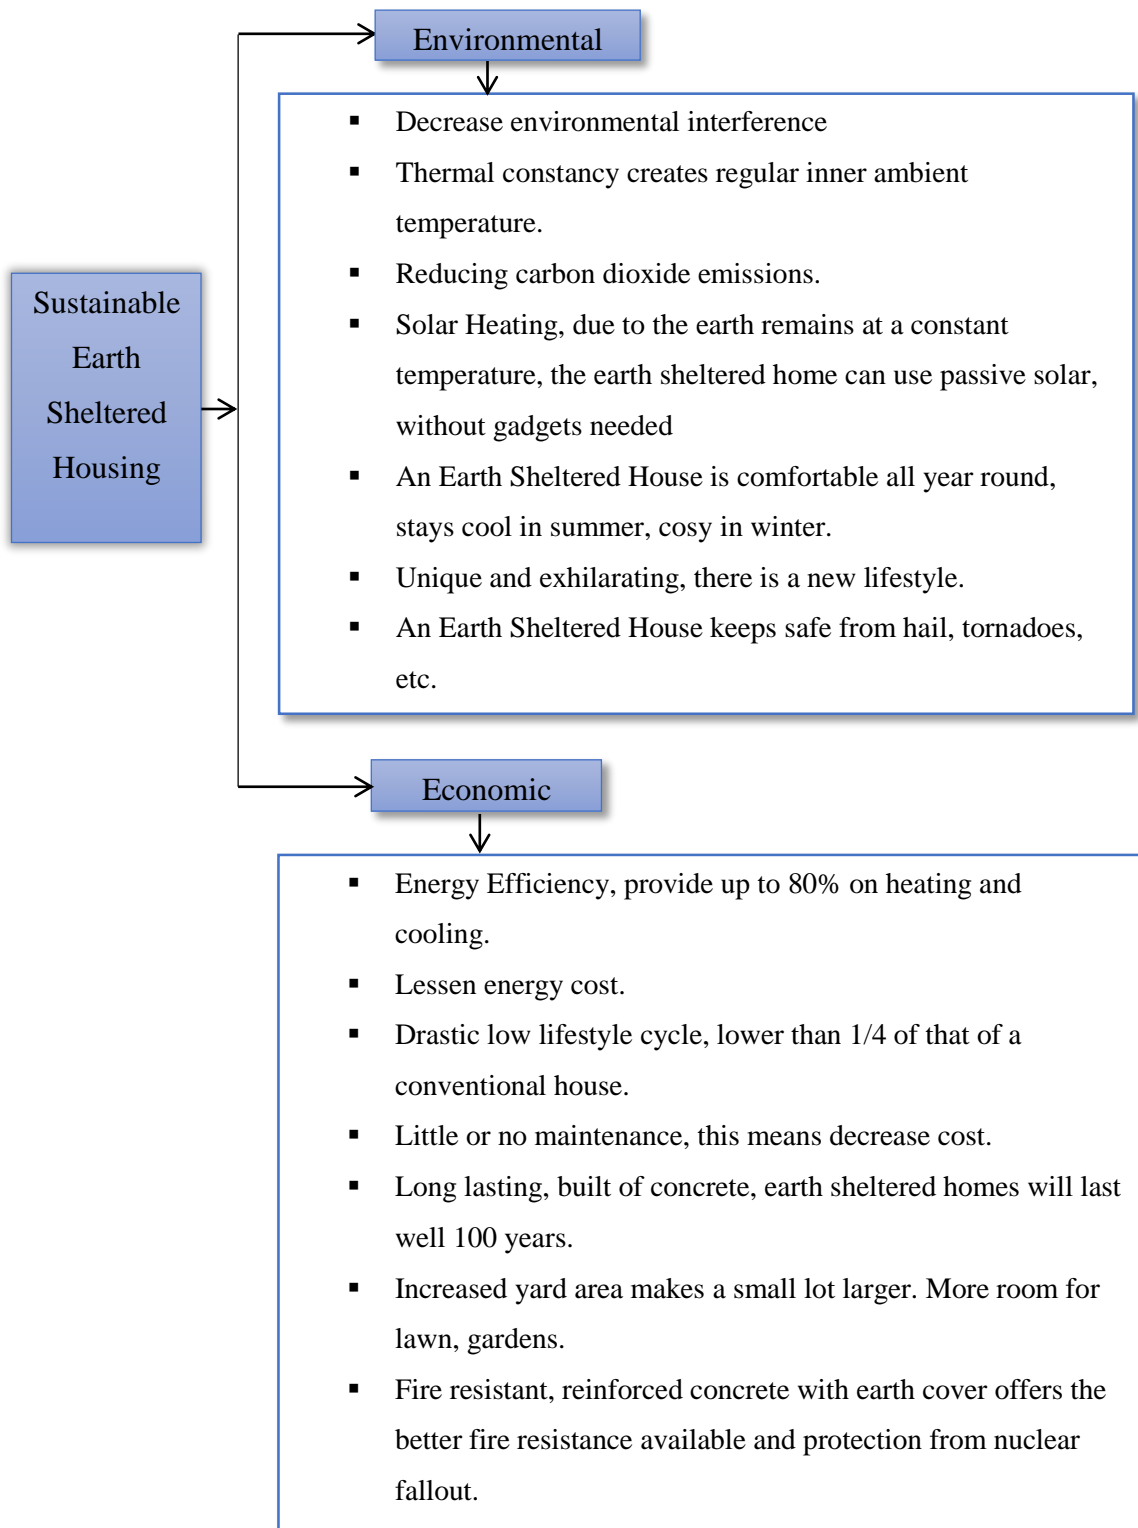 Environmental
▪ Decrease environmental interference
▪ Thermal constancy creates regular inner ambient
temperature.
▪ Reducing carbon dioxide emissions.
▪ Solar Heating, due to the earth remains at a constant
temperature, the earth sheltered home can use passive solar,
without gadgets needed
▪ An Earth Sheltered House is comfortable all year round,
stays cool in summer, cosy in winter.
▪ Unique and exhilarating, there is a new lifestyle.
▪ An Earth Sheltered House keeps safe from hail, tornadoes,
etc.
Sustainable
Earth
Sheltered
Housing
Economic
▪ Energy Efficiency, provide up to 80% on heating and
cooling.
▪ Lessen energy cost.
▪ Drastic low lifestyle cycle, lower than 1/4 of that of a
conventional house.
▪ Little or no maintenance, this means decrease cost.
▪ Long lasting, built of concrete, earth sheltered homes will last
well 100 years.
▪ Increased yard area makes a small lot larger. More room for
lawn, gardens.
▪ Fire resistant, reinforced concrete with earth cover offers the
better fire resistance available and protection from nuclear
fallout.